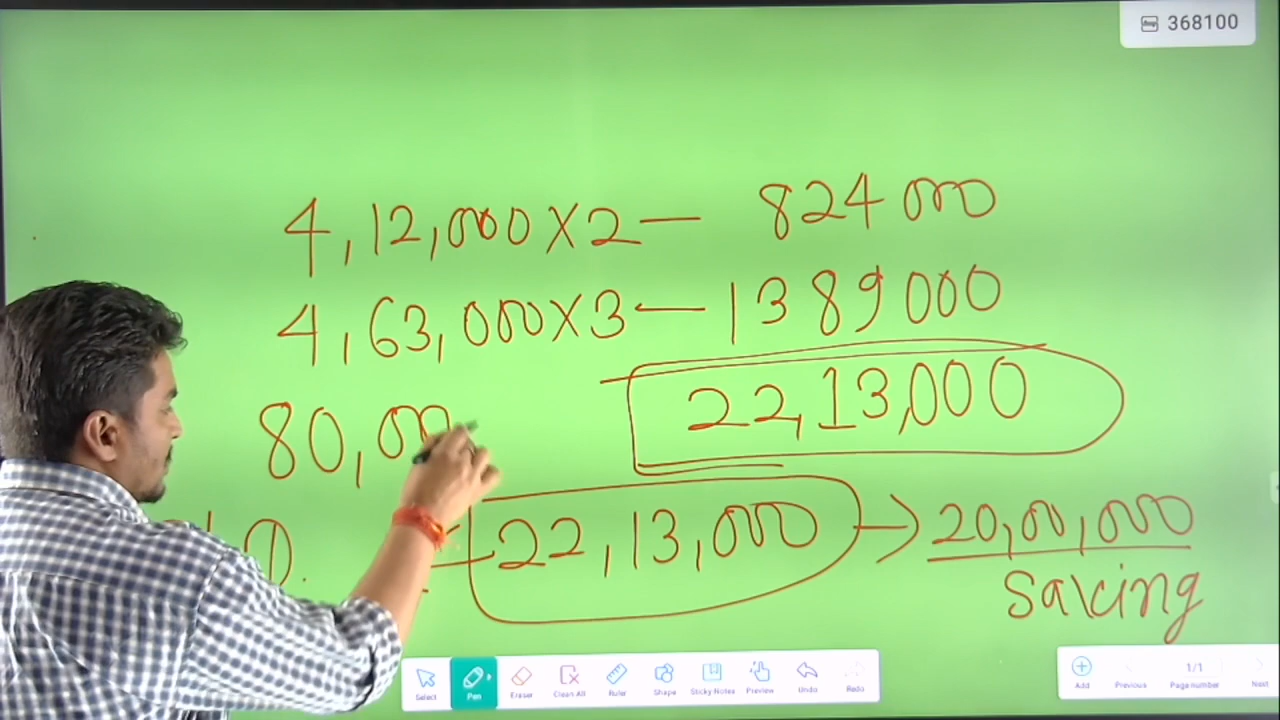 368100
4,12,000 X 2 — 824000
4,63,000 X 3 — 1389000
22,13,000
80,00
22,13,000 → 20,00,000
Saking
Select Pen Eraser Clean All Ruler Shape Sticky Notes Preview Undo Redo
Add Previous 1/1 Page number Next